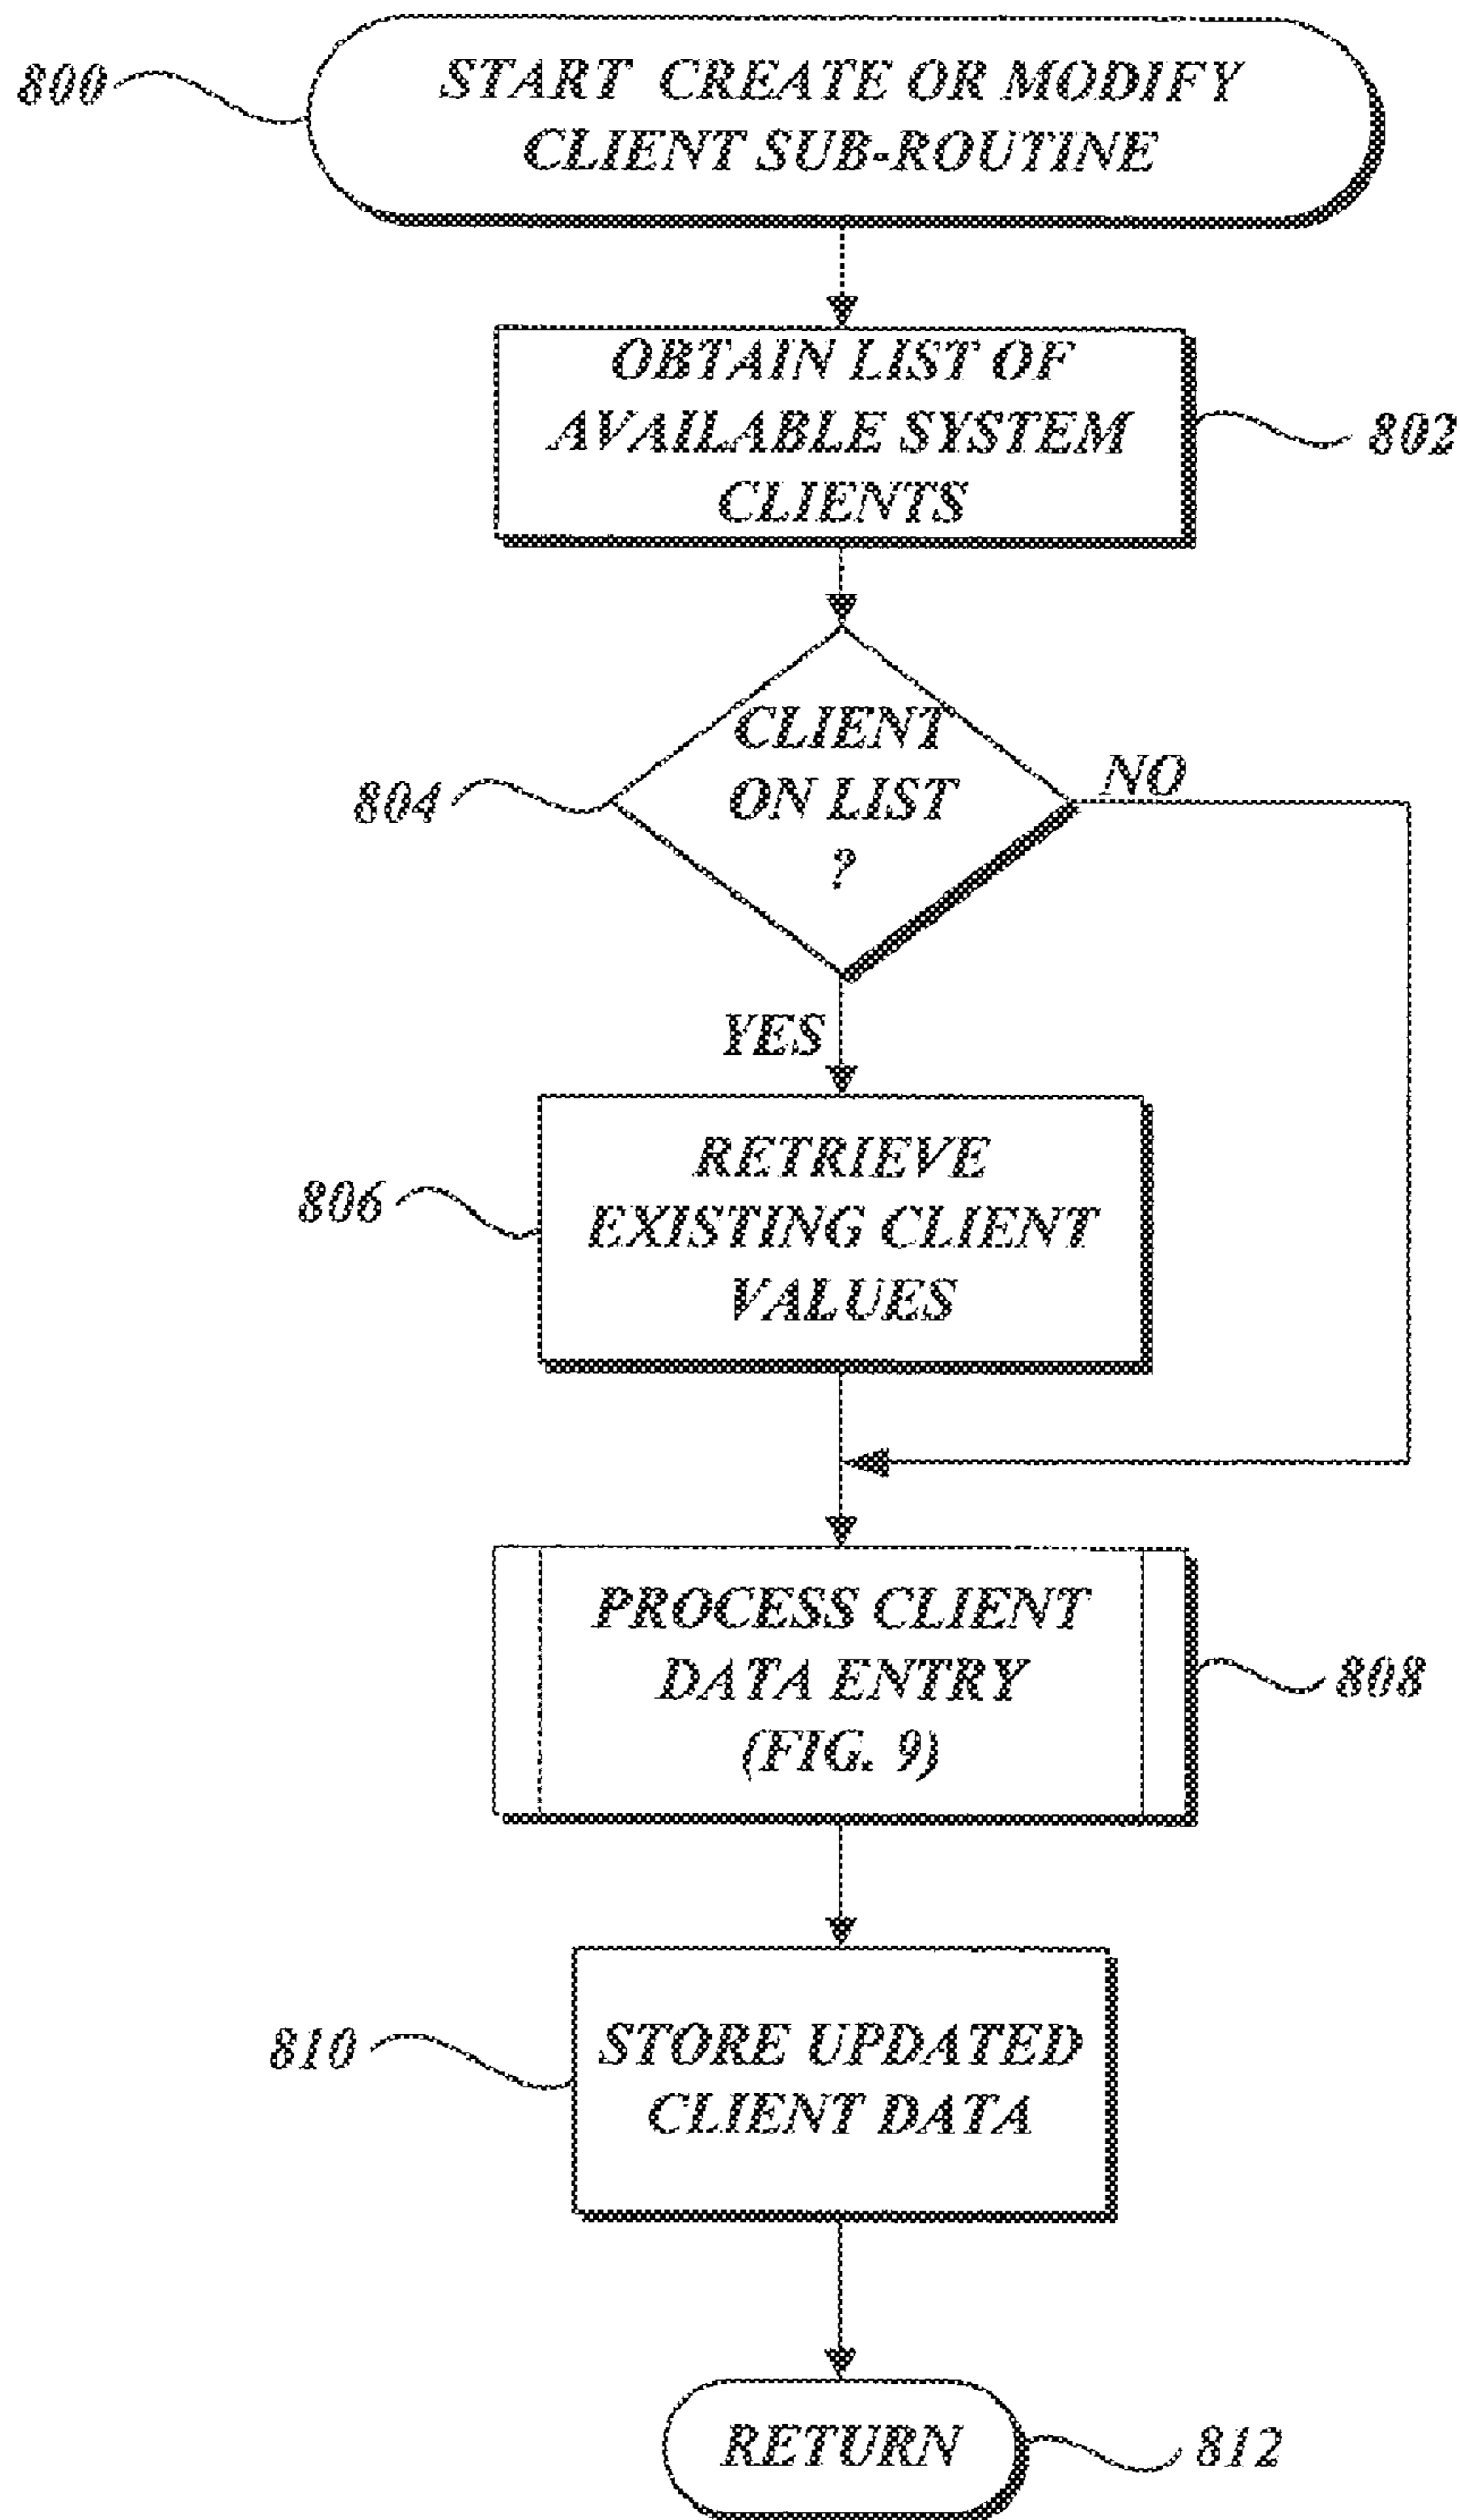 800
START CREATE OR MODIFY
CLIENT SUB-ROUTINE
OBTAIN LIST OF
AVAILABLE SYSTEM
CLIENTS
802
CLIENT
ON LIST
?
804
NO
YES
RETRIEVE
EXISTING CLIENT
VALUES
806
PROCESS CLIENT
DATA ENTRY
(FIG. 9)
808
STORE UPDATED
CLIENT DATA
810
RETURN
812